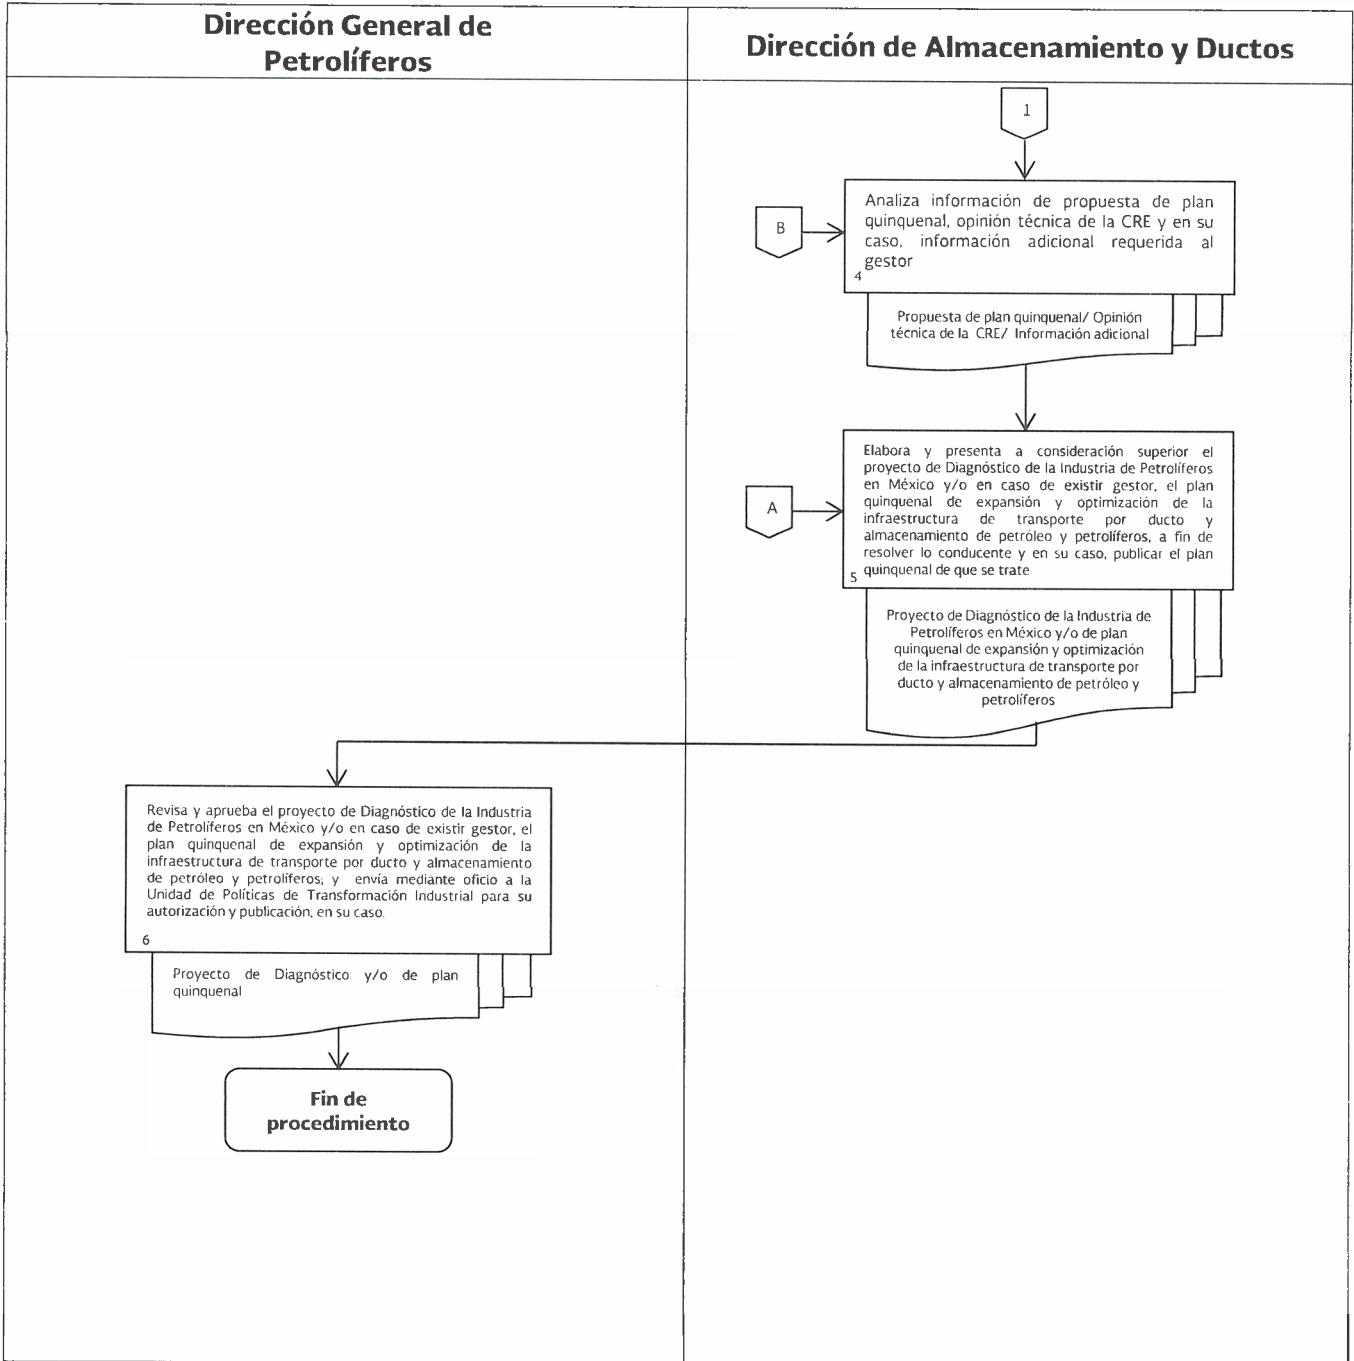 Dirección General de
Petrolíferos
Dirección de Almacenamiento y Ductos
1
B
Analiza información de propuesta de plan
quinquenal, opinión técnica de la CRE y en su
caso, información adicional requerida al
gestor
4
Propuesta de plan quinquenal/ Opinión
técnica de la CRE/ Información adicional
A
Elabora y presenta a consideración superior el
proyecto de Diagnóstico de la Industria de Petrolíferos
en México y/o en caso de existir gestor, el plan
quinquenal de expansión y optimización de la
infraestructura de transporte por ducto y
almacenamiento de petróleo y petrolíferos, a fin de
resolver lo conducente y en su caso, publicar el plan
quinquenal de que se trate
5
Proyecto de Diagnóstico de la Industria de
Petrolíferos en México y/o de plan
quinquenal de expansión y optimización
de la infraestructura de transporte por
ducto y almacenamiento de petróleo y
petrolíferos
Revisa y aprueba el proyecto de Diagnóstico de la Industria
de Petrolíferos en México y/o en caso de existir gestor, el
plan quinquenal de expansión y optimización de la
infraestructura de transporte por ducto y almacenamiento
de petróleo y petrolíferos, y envía mediante oficio a la
Unidad de Políticas de Transformación Industrial para su
autorización y publicación, en su caso.
6
Proyecto de Diagnóstico y/o de plan
quinquenal
Fin de
procedimiento